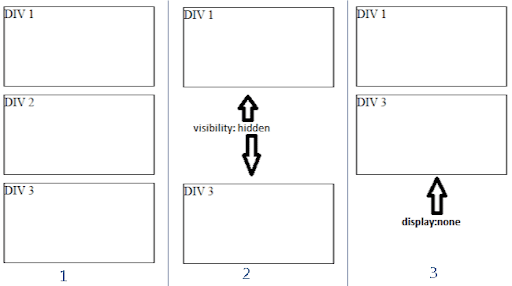 DIV 1
DIV 2
DIV 3
1
DIV 1
visibility: hidden
DIV 3
2
DIV 1
DIV 3
display:none
3